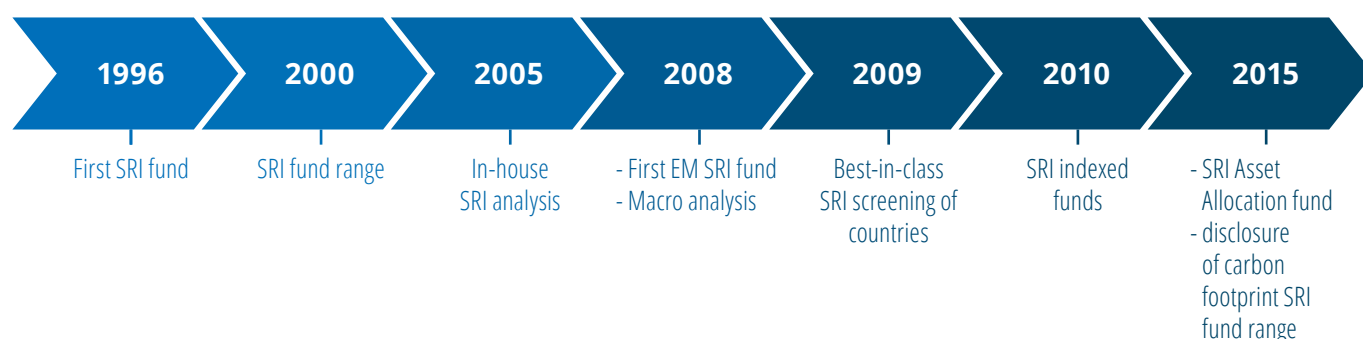 1996
2000
2005
2008
2009
2010
2015
First SRI fund
SRI fund range
In-house
SRI analysis
- First EM SRI fund
- Macro analysis
Best-in-class
SRI screening of
countries
SRI indexed
funds
- SRI Asset
Allocation fund
- disclosure
of carbon
footprint SRI
fund range